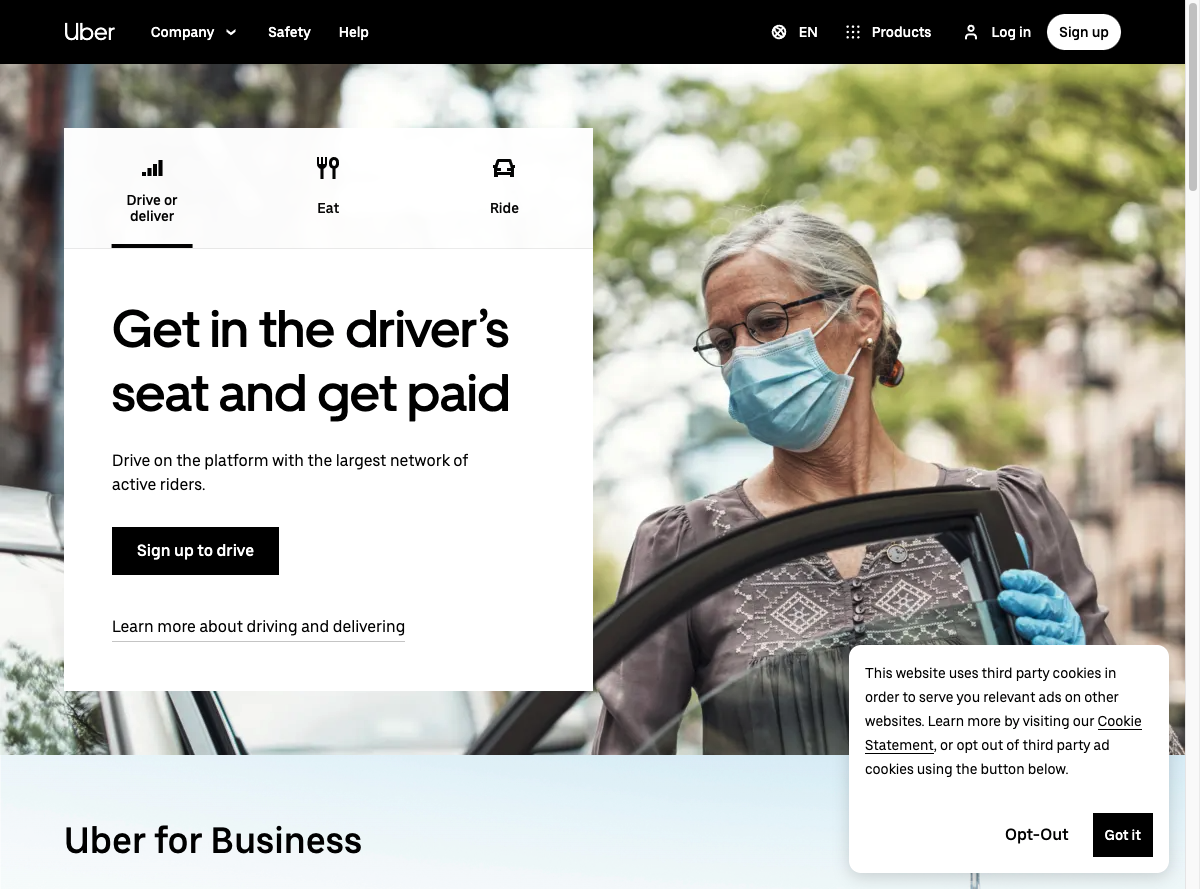 Uber
Company
Safety
Help
EN
Products
Log in
Sign up
Drive or
deliver
Eat
Ride
Get in the driver’s
seat and get paid
Drive on the platform with the largest network of
active riders.
Sign up to drive
Learn more about driving and delivering
This website uses third party cookies in
order to serve you relevant ads on other
websites. Learn more by visiting our Cookie
Statement, or opt out of third party ad
cookies using the button below.
Opt-Out
Got it
Uber for Business